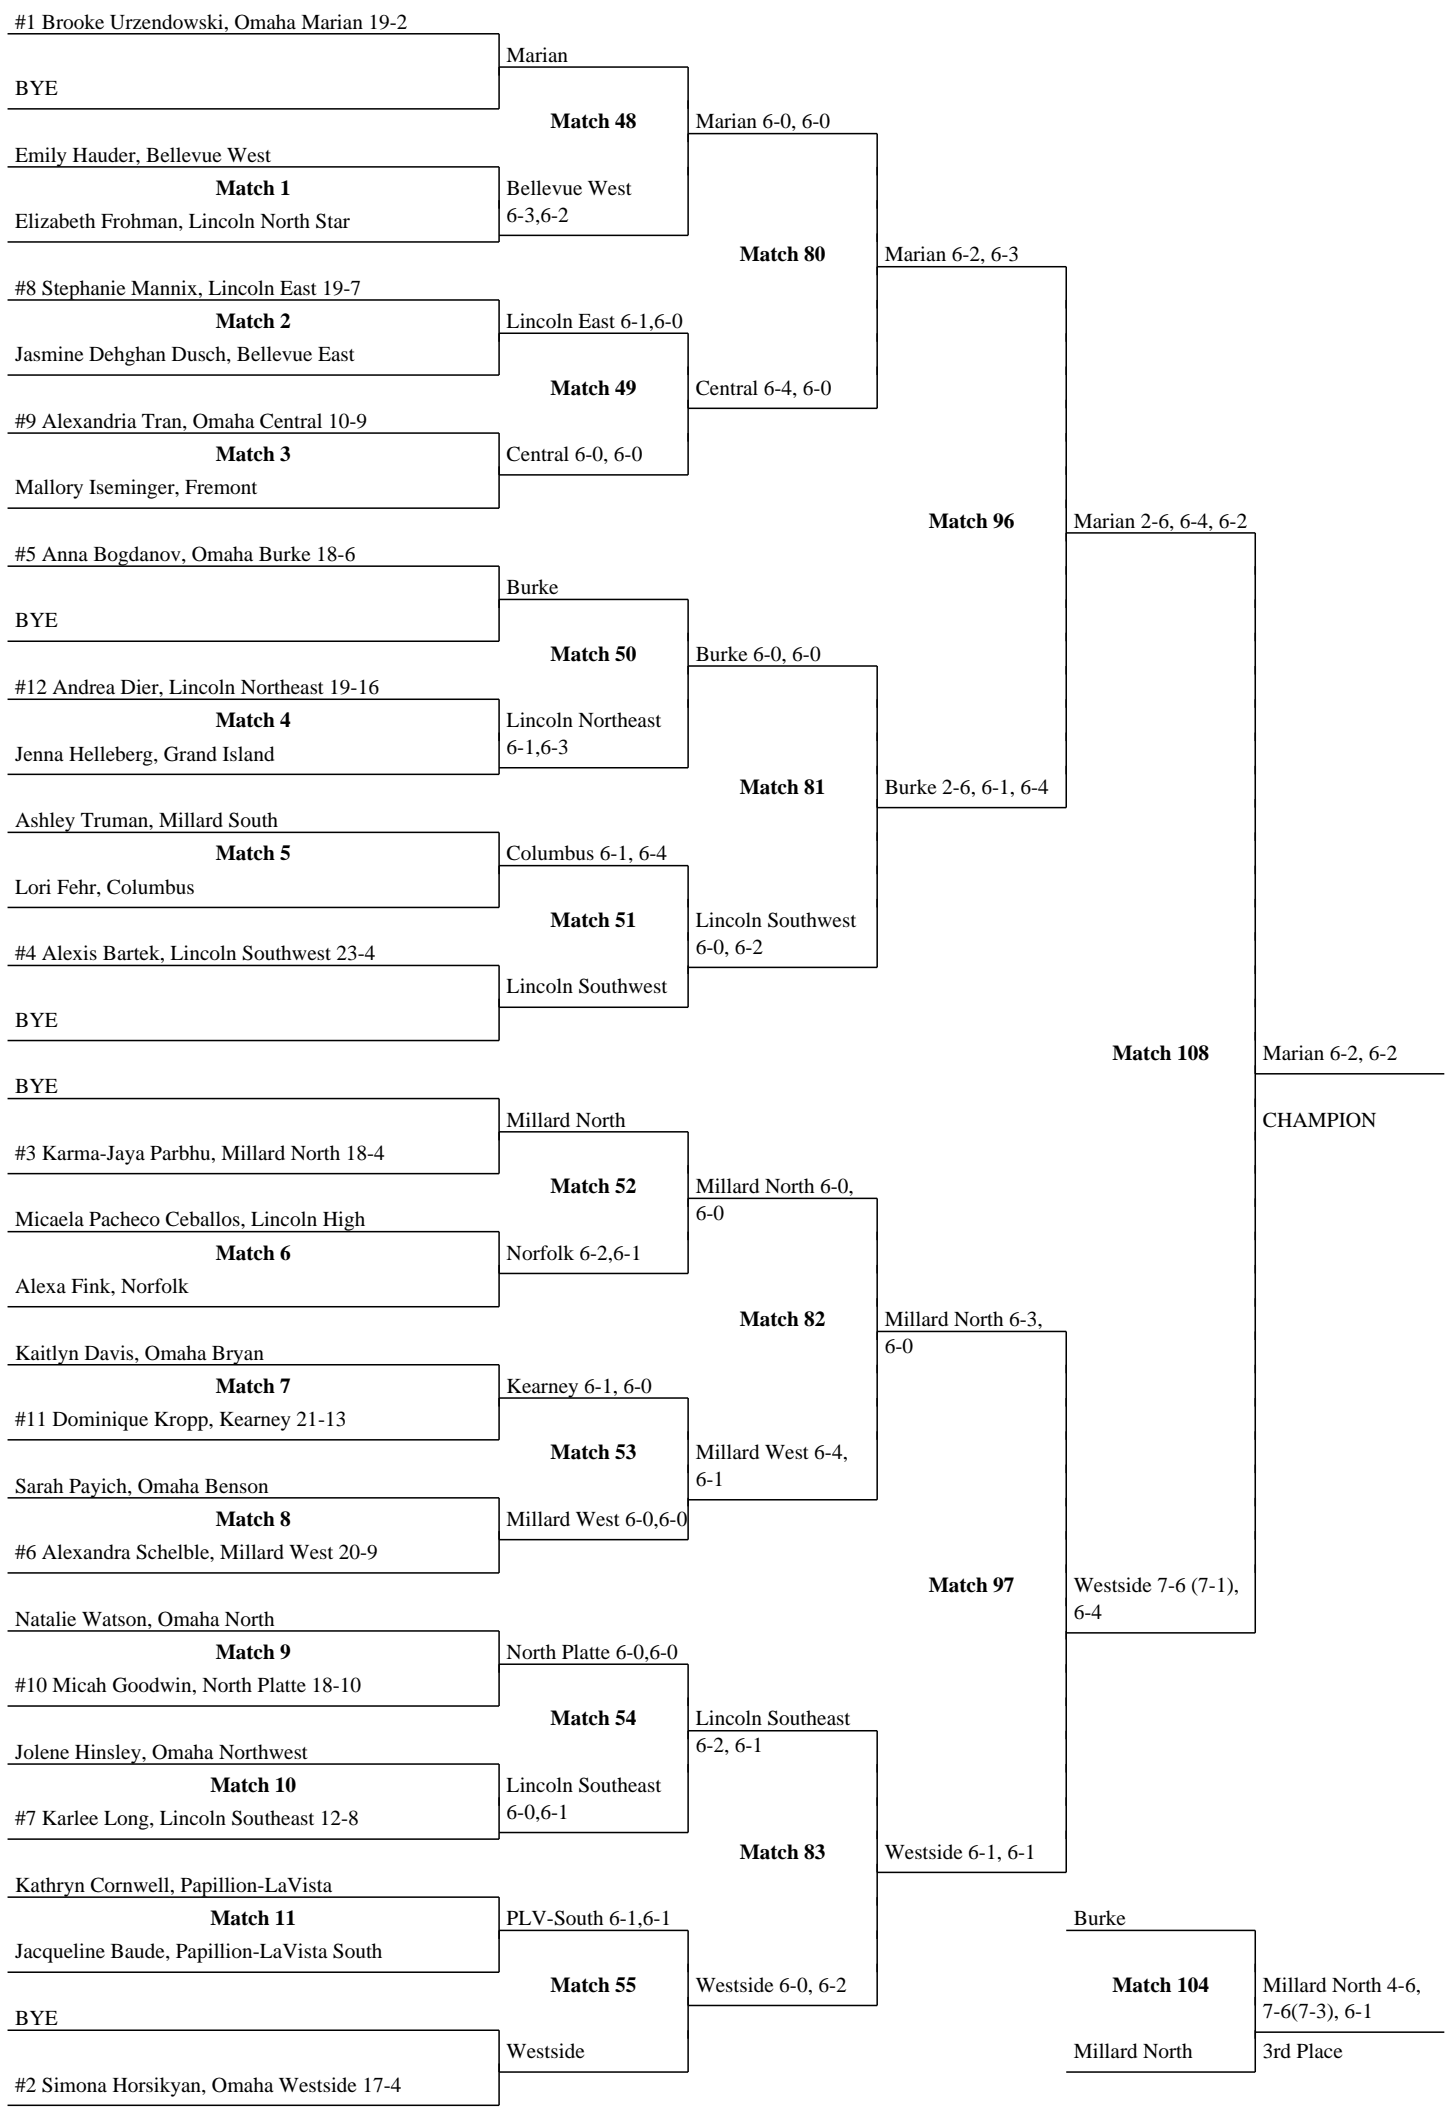 #1 Brooke Urzendowski, Omaha Marian 19-2
Marian
BYE
Match 48
Marian 6-0, 6-0
Emily Hauder, Bellevue West
Match 1
Bellevue West
6-3,6-2
Elizabeth Frohman, Lincoln North Star
Match 80
Marian 6-2, 6-3
#8 Stephanie Mannix, Lincoln East 19-7
Match 2
Lincoln East 6-1,6-0
Jasmine Dehghan Dusch, Bellevue East
Match 49
Central 6-4, 6-0
#9 Alexandria Tran, Omaha Central 10-9
Match 3
Central 6-0, 6-0
Mallory Iseminger, Fremont
Match 96
Marian 2-6, 6-4, 6-2
#5 Anna Bogdanov, Omaha Burke 18-6
Burke
BYE
Match 50
Burke 6-0, 6-0
#12 Andrea Dier, Lincoln Northeast 19-16
Match 4
Lincoln Northeast
6-1,6-3
Jenna Helleberg, Grand Island
Match 81
Burke 2-6, 6-1, 6-4
Ashley Truman, Millard South
Match 5
Columbus 6-1, 6-4
Lori Fehr, Columbus
Match 51
Lincoln Southwest
6-0, 6-2
#4 Alexis Bartek, Lincoln Southwest 23-4
Lincoln Southwest
BYE
Match 108
Marian 6-2, 6-2
BYE
Millard North
CHAMPION
#3 Karma-Jaya Parbhu, Millard North 18-4
Match 52
Millard North 6-0,
6-0
Micaela Pacheco Ceballos, Lincoln High
Match 6
Norfolk 6-2,6-1
Alexa Fink, Norfolk
Match 82
Millard North 6-3,
6-0
Kaitlyn Davis, Omaha Bryan
Match 7
Kearney 6-1, 6-0
#11 Dominique Kropp, Kearney 21-13
Match 53
Millard West 6-4,
6-1
Sarah Payich, Omaha Benson
Match 8
Millard West 6-0,6-0
#6 Alexandra Schelble, Millard West 20-9
Match 97
Westside 7-6 (7-1),
6-4
Natalie Watson, Omaha North
Match 9
North Platte 6-0,6-0
#10 Micah Goodwin, North Platte 18-10
Match 54
Lincoln Southeast
6-2, 6-1
Jolene Hinsley, Omaha Northwest
Match 10
Lincoln Southeast
6-0,6-1
#7 Karlee Long, Lincoln Southeast 12-8
Match 83
Westside 6-1, 6-1
Kathryn Cornwell, Papillion-LaVista
Match 11
PLV-South 6-1,6-1
Burke
Jacqueline Baude, Papillion-LaVista South
Match 55
Westside 6-0, 6-2
Match 104
Millard North 4-6,
7-6(7-3), 6-1
BYE
Westside
Millard North
3rd Place
#2 Simona Horsikyan, Omaha Westside 17-4